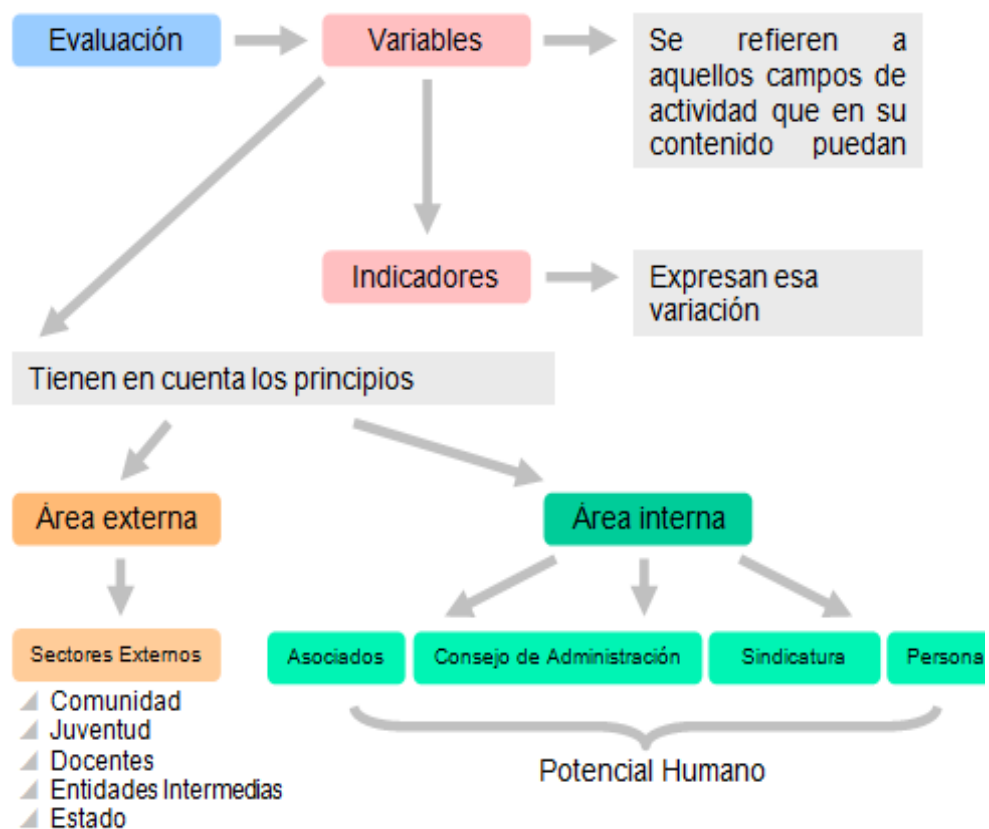 Evaluación
Variables
Se refieren a
aquellos campos de
actividad que en su
contenido puedan
Indicadores
Expresan esa
variación
Tienen en cuenta los principios
Área externa
Área interna
Sectores Externos
Asociados
Consejo de Administración
Sindicatura
Persona
Comunidad
Juventud
Docentes
Entidades Intermedias
Estado
Potencial Humano